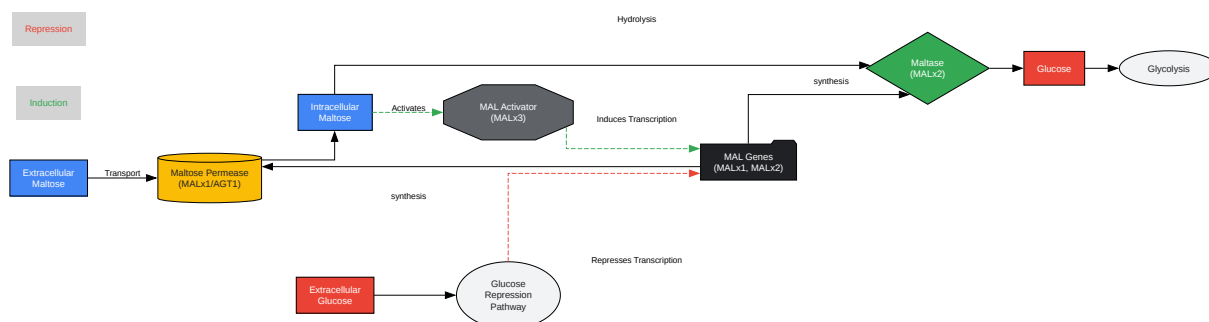 Hydrolysis
Repression
Maltase
(MALx2)
Glucose
Glycolysis
synthesis
Induction
Intracellular
Maltose
Activates
MAL Activator
(MALx3)
Induces Transcription
MAL Genes
(MALx1, MALx2)
Extracellular
Maltose
Transport
Maltose Permease
(MALx1/AGT1)
synthesis
Represses Transcription
Extracellular
Glucose
Glucose
Repression
Pathway